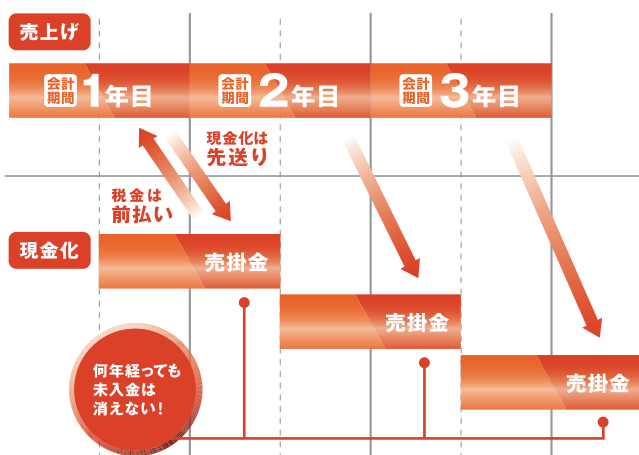 売上げ
会計
期間
1年目
会計
期間
2年目
会計
期間
3年目
現金化は
先送り
税金は
前払い
現金化
売掛金
売掛金
売掛金
何年経っても
未入金は
消えない！